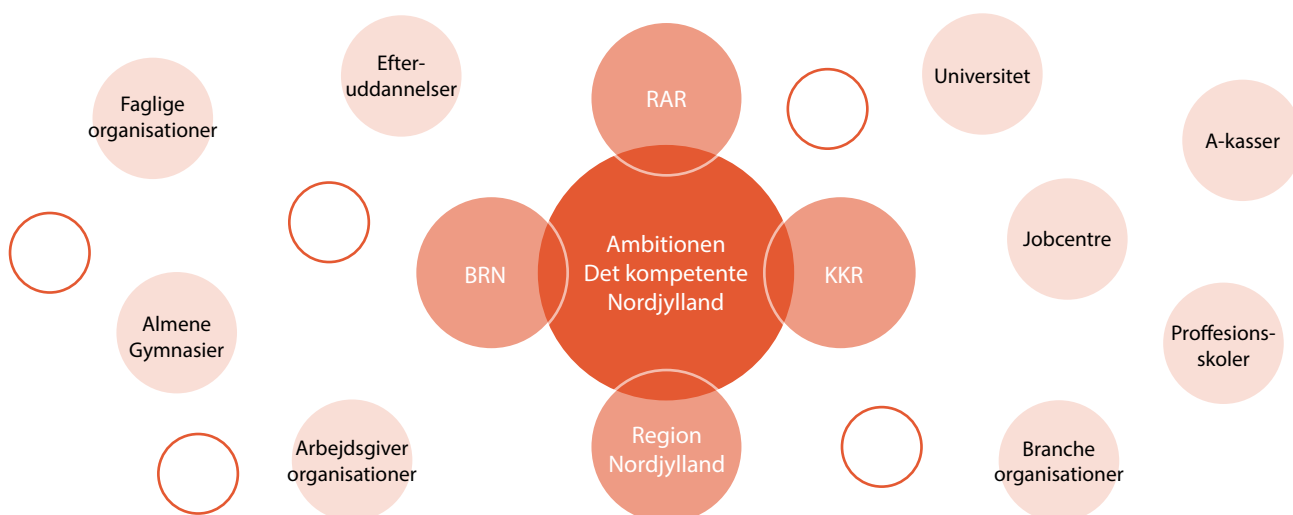 Faglige
organisationer
Efter-
uddannelser
RAR
Universitet
A-kasser
BRN
Ambitionen
Det kompetente
Nordjylland
KKR
Jobcentre
Almene
Gymnasier
Proffesions-
skoler
Arbejdsgiver
organisationer
Region
Nordjylland
Branche
organisationer